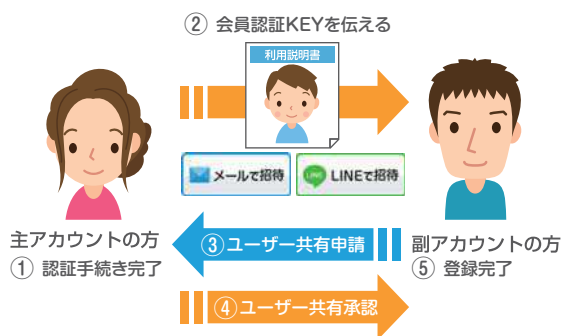 ② 会員認証KEYを伝える
利用説明書
メールで招待
LINE
LINEで招待
主アカウントの方
① 認証手続き完了
③ユーザー共有申請
副アカウントの方
⑤ 登録完了
④ユーザー共有承認